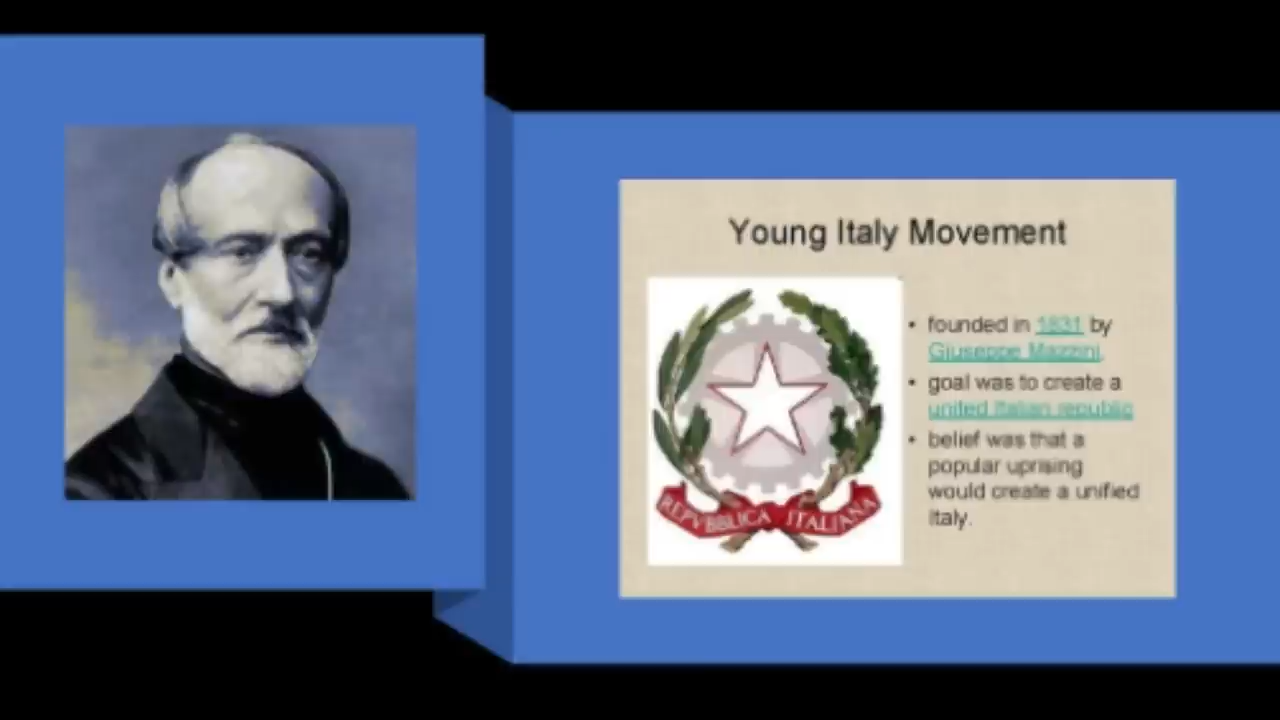 Young Italy Movement
• founded in 1831 by
Giuseppe Mazzini,
• goal was to create a
united Italian republic
• belief was that a
popular uprising
would create a unified
Italy.
REPVBBLICA ITALIANA